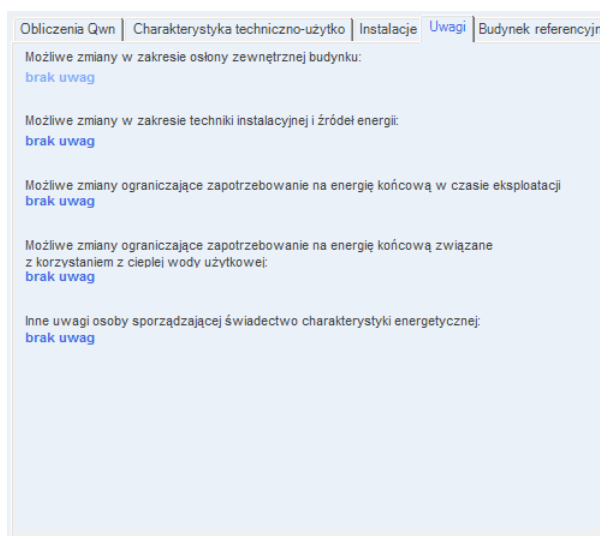 Obliczenia Qwn
Charakterystyka techniczno-użytko
Instalacje
Uwagi
Budynek referencyjn
Możliwe zmiany w zakresie osłony zewnętrznej budynku:
brak uwag
Możliwe zmiany w zakresie techniki instalacyjnej i źródeł energii:
brak uwag
Możliwe zmiany ograniczające zapotrzebowanie na energię końcową w czasie eksploatacji
brak uwag
Możliwe zmiany ograniczające zapotrzebowanie na energię końcową związane
z korzystaniem z ciepłej wody użytkowej:
brak uwag
Inne uwagi osoby sporządzającej świadectwo charakterystyki energetycznej:
brak uwag